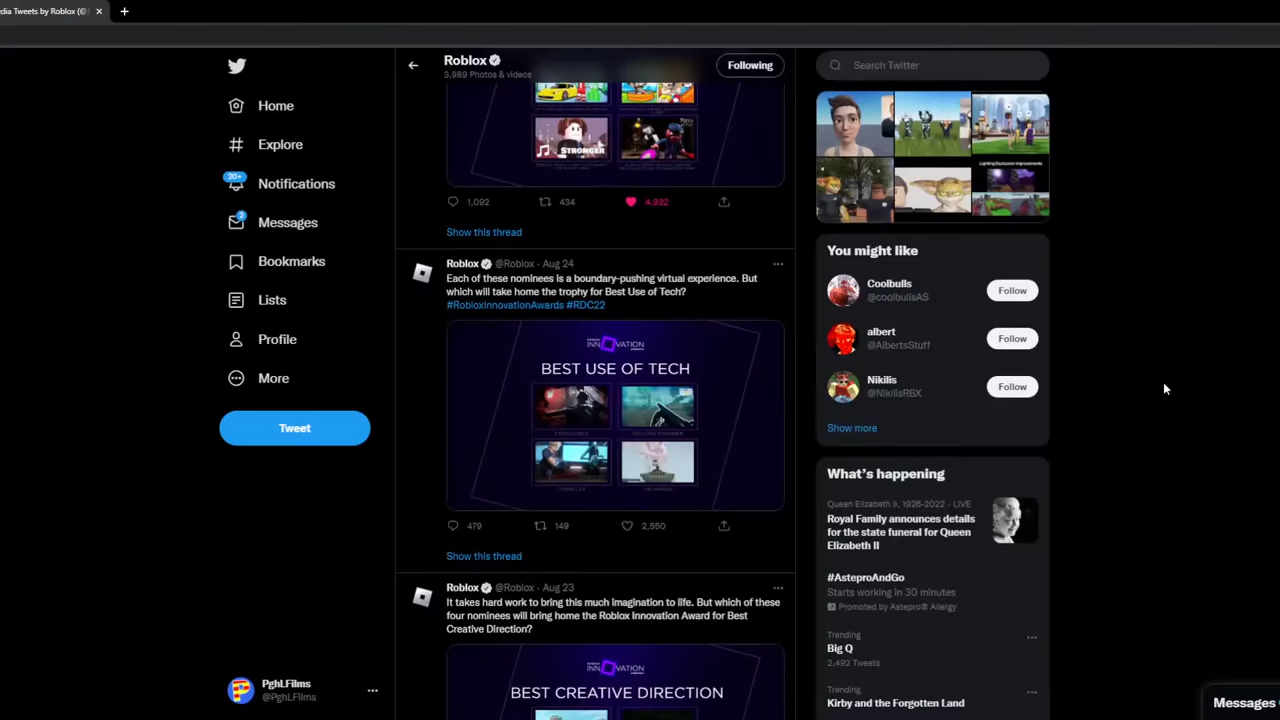 edia Tweets by Roblox (@
Home
Explore
20+
Notifications
2
Messages
Bookmarks
Lists
Profile
More
Tweet
PghLFilms
@PghLFilms
Roblox
3,989 Photos & videos
Following
STRONGER
1,092
434
4,932
Show this thread
Roblox @Roblox · Aug 24
Each of these nominees is a boundary-pushing virtual experience. But
which will take home the trophy for Best Use of Tech?
#RobloxInnovationAwards #RDC22
INNOVATION
BEST USE OF TECH
479
149
2,550
Show this thread
Roblox @Roblox · Aug 23
It takes hard work to bring this much imagination to life. But which of these
four nominees will bring home the Roblox Innovation Award for Best
Creative Direction?
INNOVATION
BEST CREATIVE DIRECTION
Search Twitter
You might like
Coolbulls
@coolbullsAS
Follow
albert
@AlbertsStuff
Follow
Nikilis
@NikilisRBX
Follow
Show more
What's happening
Queen Elizabeth II, 1926-2022 · LIVE
Royal Family announces details
for the state funeral for Queen
Elizabeth II
#AsteproAndGo
Starts working in 30 minutes
Promoted by Astepro® Allergy
Trending
Big Q
2,492 Tweets
Trending
Kirby and the Forgotten Land
Messages